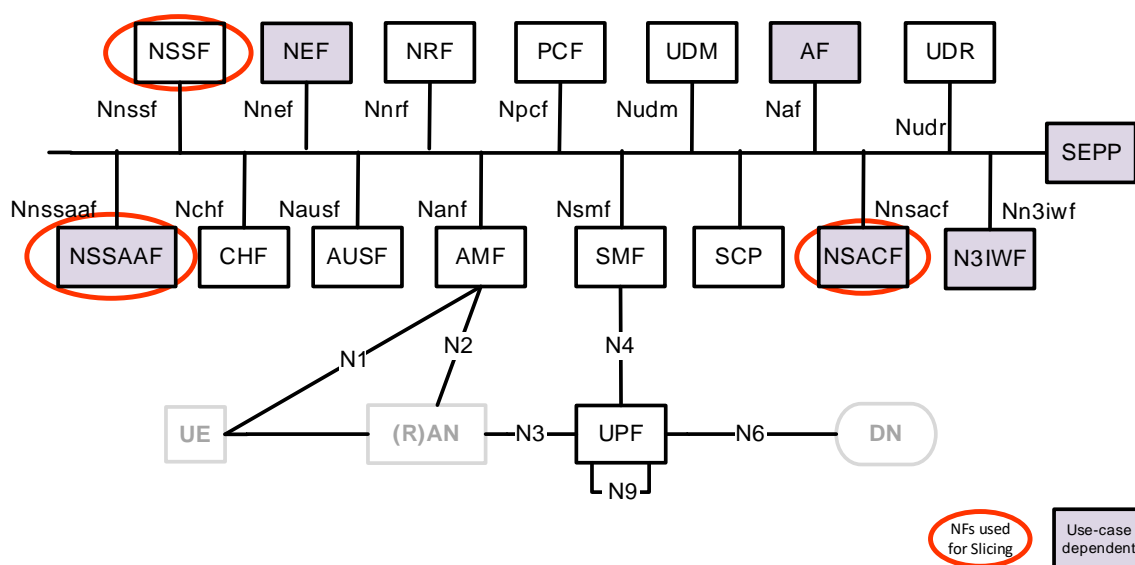 NSSF NEF NRF PCF UDM AF UDR
Nnssf Nnef Nnrf Npcf Nudm Naf Nudr
SEPP
Nnssaaf Nchf Nausf Nanf Nsmf Nnsacf Nn3iwf
NSSAAF CHF AUSF AMF SMF SCP NSACF N3IWF
N1 N2 N4
UE (R)AN N3 UPF N6 DN
N9
NFs used
for Slicing
Use-case
dependent